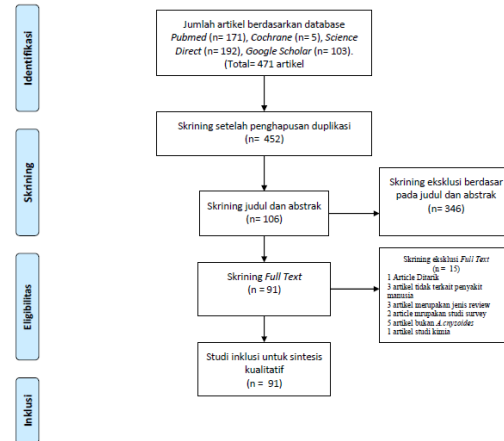 Identifikasi
Jumlah artikel berdasarkan database
Pubmed (n= 171), Cochrane (n= 5), Science
Direct (n= 192), Google Scholar (n= 103).
(Total= 471 artikel
Skrining
Skrining setelah penghapusan duplikasi
(n= 452)
Skrining judul dan abstrak
(n= 106)
Skrining eksklusi berdasar
pada judul dan abstrak
(n= 346)
Eligibilitas
Skrining Full Text
(n = 91)
Skrining eksklusi Full Text
(n = 15)
1 Article Ditarik
3 artikel tidak terkait penyakit
manusia
3 artikel merupakan jenis review
2 article mrupakan studi survey
5 artikel bukan
1 artikel studi kimia
Inklusi
Studi inklusi untuk sintesis
kualitatif
(n = 91)